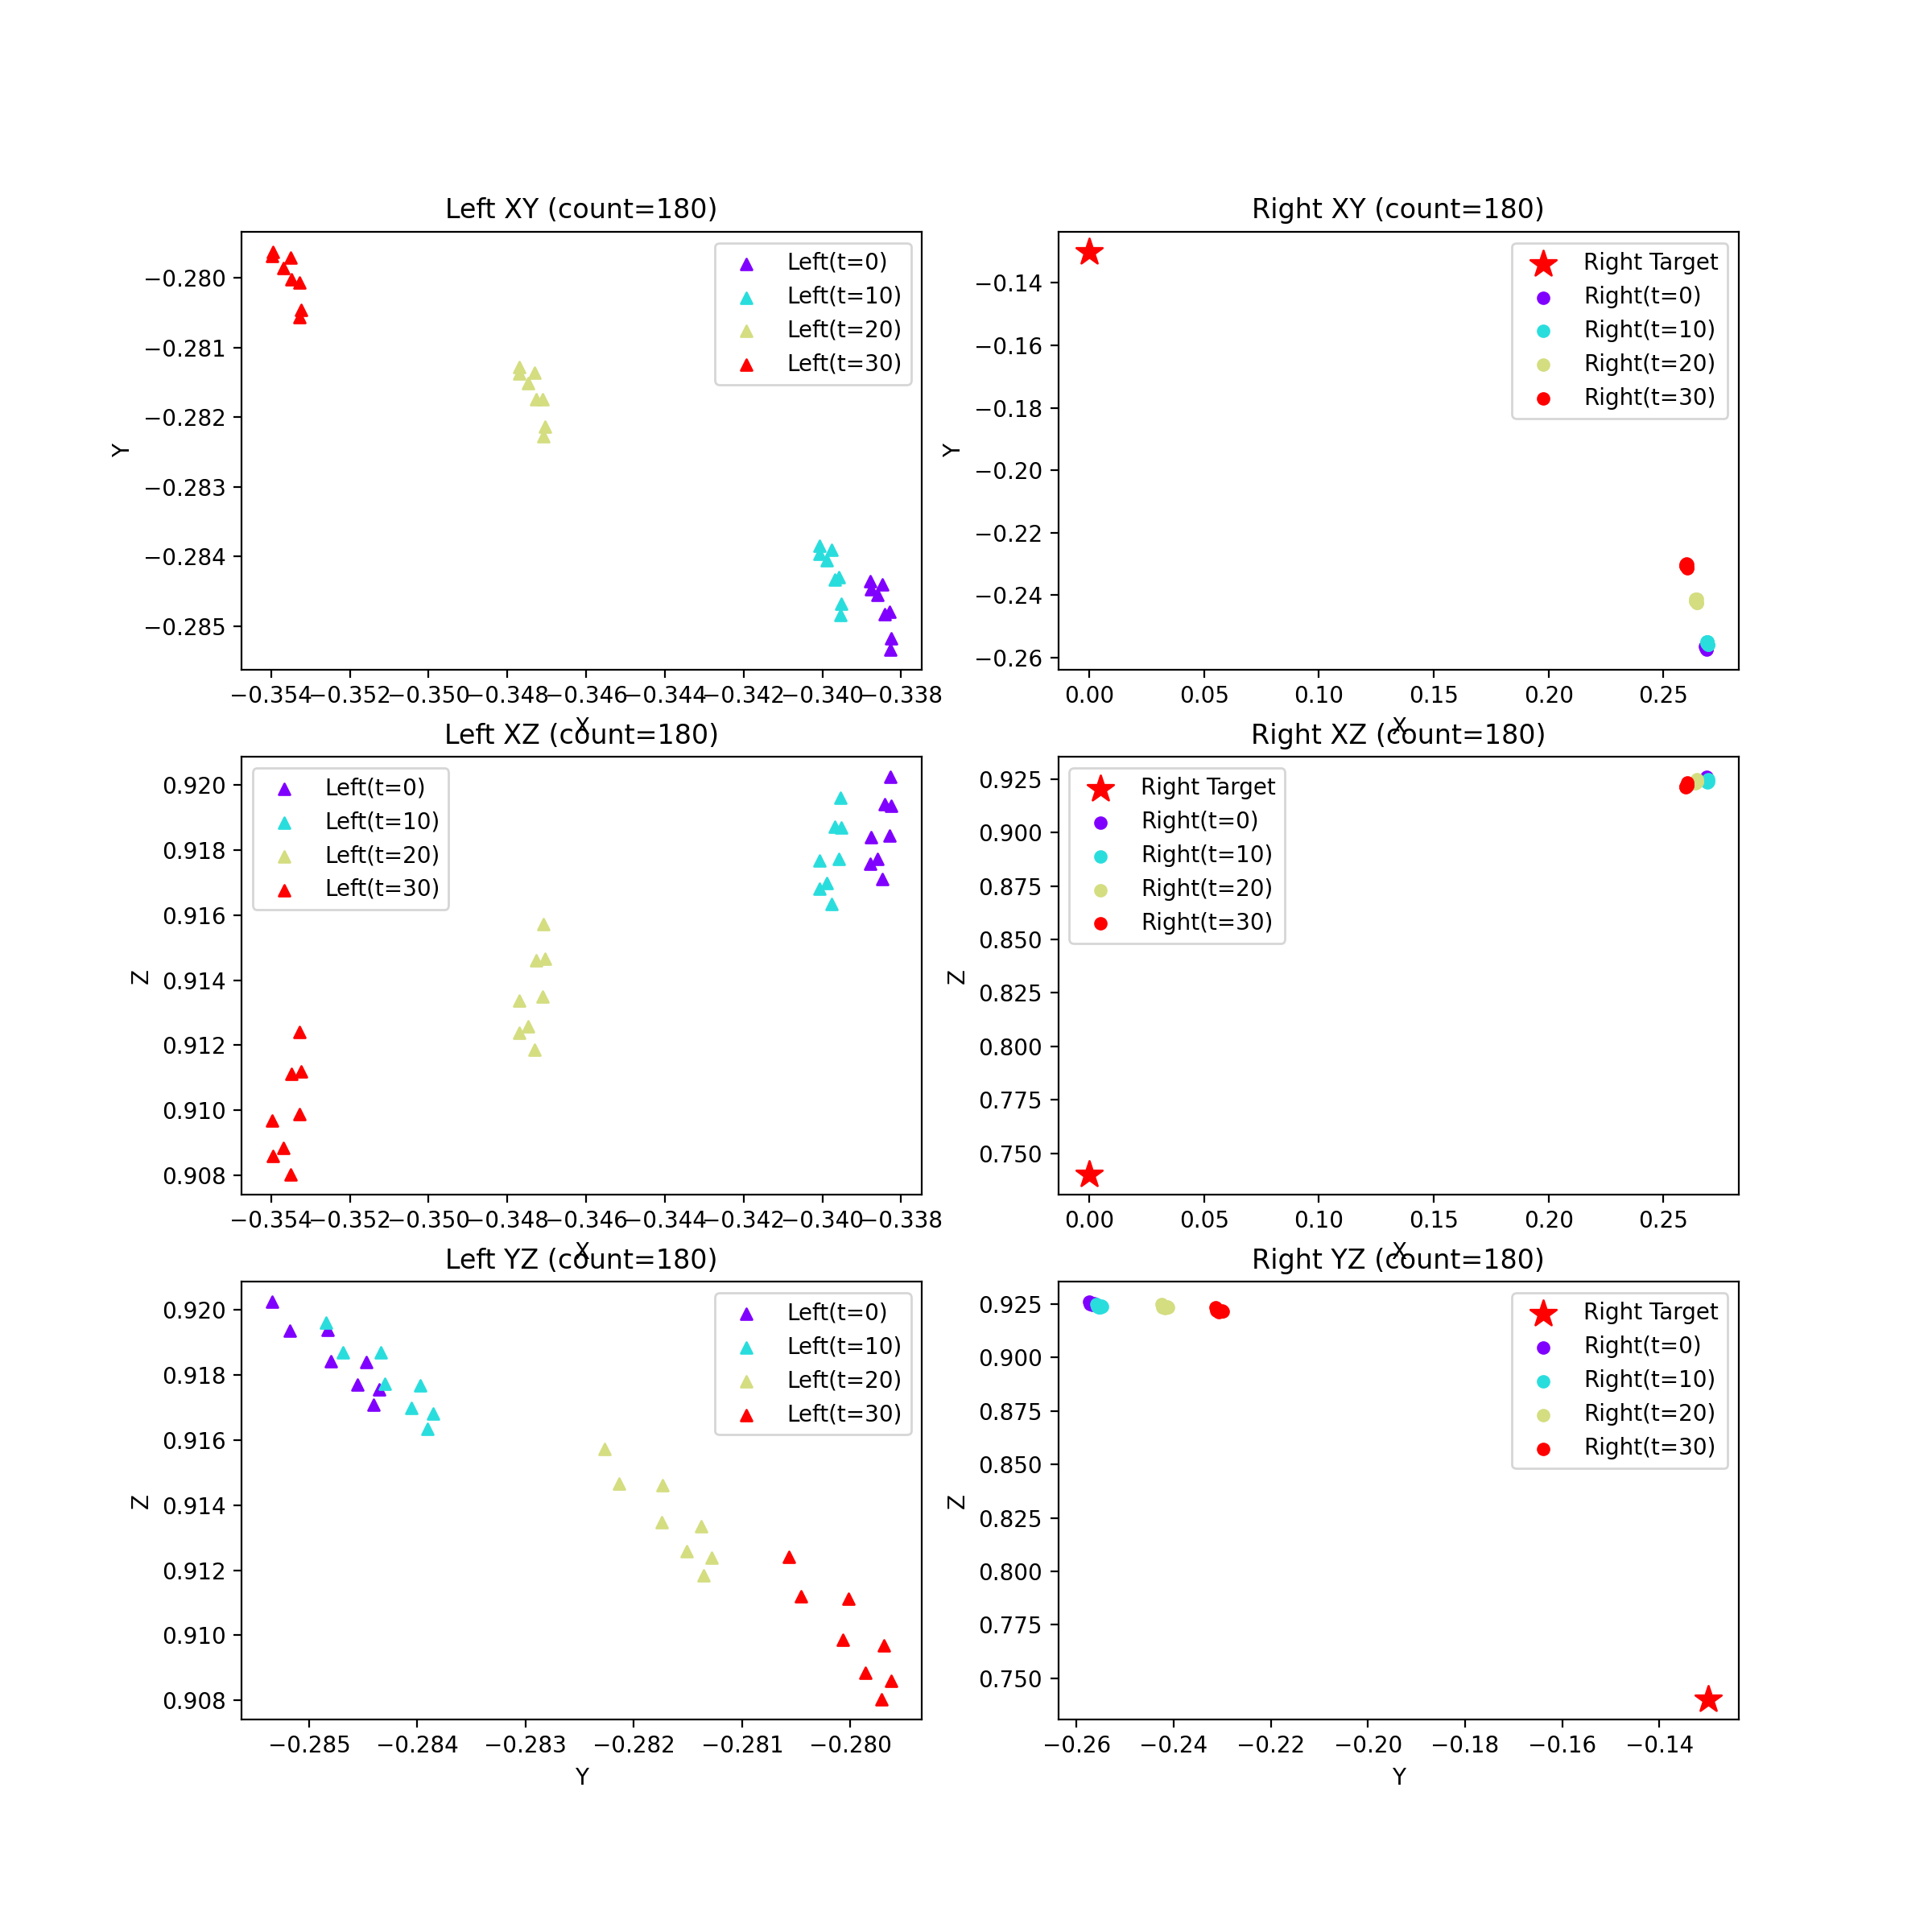 Left XY (count=180)
Y
−0.280
−0.281
−0.282
−0.283
−0.284
−0.285
Left(t=0)
Left(t=10)
Left(t=20)
Left(t=30)
−0.354 −0.352 −0.350 −0.348 −0.346 −0.344 −0.342 −0.340 −0.338
X
Right XY (count=180)
Y
−0.14
−0.16
−0.18
−0.20
−0.22
−0.24
−0.26
Right Target
Right(t=0)
Right(t=10)
Right(t=20)
Right(t=30)
0.00 0.05 0.10 0.15 0.20 0.25
X
Left XZ (count=180)
Z
0.920
0.918
0.916
0.914
0.912
0.910
0.908
Left(t=0)
Left(t=10)
Left(t=20)
Left(t=30)
−0.354 −0.352 −0.350 −0.348 −0.346 −0.344 −0.342 −0.340 −0.338
X
Right XZ (count=180)
Z
0.925
0.900
0.875
0.850
0.825
0.800
0.775
0.750
Right Target
Right(t=0)
Right(t=10)
Right(t=20)
Right(t=30)
0.00 0.05 0.10 0.15 0.20 0.25
X
Left YZ (count=180)
Z
0.920
0.918
0.916
0.914
0.912
0.910
0.908
Left(t=0)
Left(t=10)
Left(t=20)
Left(t=30)
−0.285 −0.284 −0.283 −0.282 −0.281 −0.280
Y
Right YZ (count=180)
Z
0.925
0.900
0.875
0.850
0.825
0.800
0.775
0.750
Right Target
Right(t=0)
Right(t=10)
Right(t=20)
Right(t=30)
−0.26 −0.24 −0.22 −0.20 −0.18 −0.16 −0.14
Y